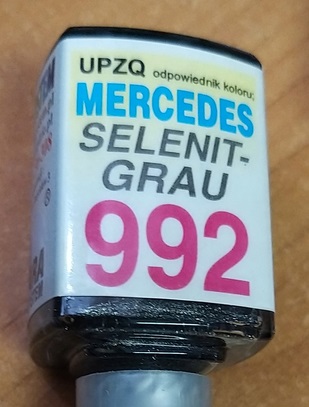 UPZQ odpowiednik koloru;
MERCEDES
SELENIT-
GRAU
992